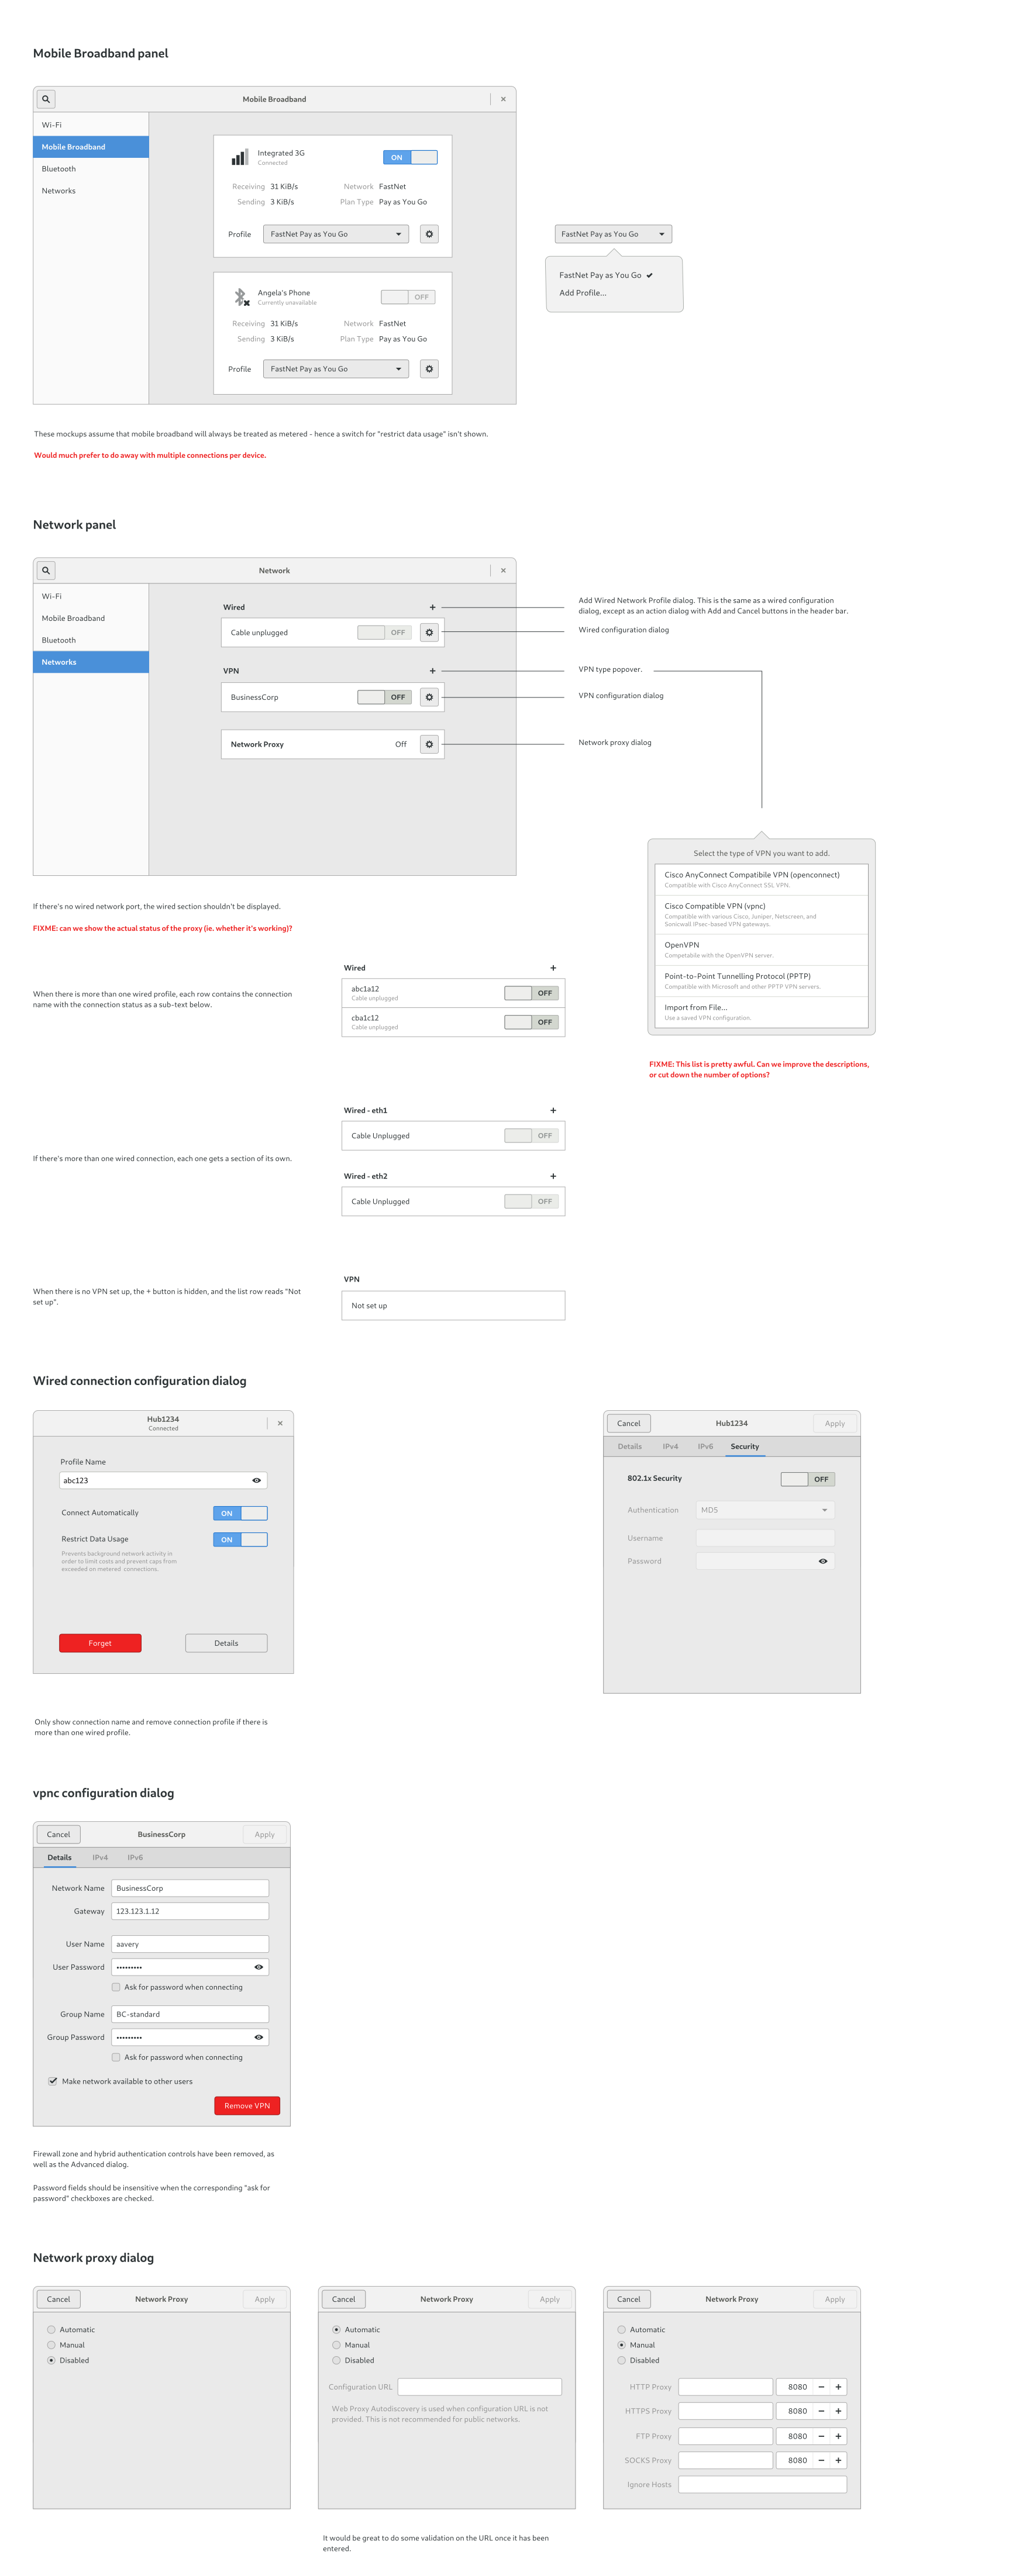 Mobile Broadband panel
Mobile Broadband
Wi-Fi
Mobile Broadband
Bluetooth
Networks
Integrated 3G
Connected
ON
Receiving 31 KiB/s Network FastNet
Sending 3 KiB/s Plan Type Pay as You Go
Profile FastNet Pay as You Go
Angela's Phone
Currently unavailable
OFF
Receiving 31 KiB/s Network FastNet
Sending 3 KiB/s Plan Type Pay as You Go
Profile FastNet Pay as You Go
FastNet Pay as You Go
FastNet Pay as You Go
Add Profile...
These mockups assume that mobile broadband will always be treated as metered - hence a switch for "restrict data usage" isn't shown.
Would much prefer to do away with multiple connections per device.
Network panel
Network
Wi-Fi
Mobile Broadband
Bluetooth
Networks
Wired +
Cable unplugged OFF
VPN +
BusinessCorp OFF
Network Proxy Off
Add Wired Network Profile dialog. This is the same as a wired configuration
dialog, except as an action dialog with Add and Cancel buttons in the header bar.
Wired configuration dialog
VPN type popover.
VPN configuration dialog
Network proxy dialog
Select the type of VPN you want to add.
Cisco AnyConnect Compatibile VPN (openconnect)
Compatible with Cisco AnyConnect SSL VPN.
Cisco Compatible VPN (vpnc)
Compatible with various Cisco, Juniper, Netscreen, and
Sonicwall IPsec-based VPN gateways.
OpenVPN
Competable with the OpenVPN server.
Point-to-Point Tunnelling Protocol (PPTP)
Compatible with Microsoft and other PPTP VPN servers.
Import from File...
Use a saved VPN configuration.
FIXME: This list is pretty awful. Can we improve the descriptions,
or cut down the number of options?
If there's no wired network port, the wired section shouldn't be displayed.
FIXME: can we show the actual status of the proxy (ie. whether it's working)?
When there is more than one wired profile, each row contains the connection
name with the connection status as a sub-text below.
Wired +
abc1a12
Cable unplugged
OFF
cba1c12
Cable unplugged
OFF
If there's more than one wired connection, each one gets a section of its own.
Wired - eth1 +
Cable Unplugged OFF
Wired - eth2 +
Cable Unplugged OFF
When there is no VPN set up, the + button is hidden, and the list row reads "Not
set up".
VPN
Not set up
Wired connection configuration dialog
Hub1234
Connected
Profile Name
abc123
Connect Automatically ON
Restrict Data Usage ON
Prevents background network activity in
order to limit costs and prevent caps from
exceeded on metered connections.
Forget Details
Cancel Hub1234 Apply
Details IPv4 IPv6 Security
802.1x Security OFF
Authentication MD5
Username
Password
Only show connection name and remove connection profile if there is
more than one wired profile.
vpnc configuration dialog
Cancel BusinessCorp Apply
Details IPv4 IPv6
Network Name BusinessCorp
Gateway 123.123.1.12
User Name aavery
User Password •••••••••
Ask for password when connecting
Group Name BC-standard
Group Password •••••••••
Ask for password when connecting
Make network available to other users
Remove VPN
Firewall zone and hybrid authentication controls have been removed, as
well as the Advanced dialog.
Password fields should be insensitive when the corresponding "ask for
password" checkboxes are checked.
Network proxy dialog
Cancel Network Proxy Apply
Automatic
Manual
Disabled
Cancel Network Proxy Apply
Automatic
Manual
Disabled
Configuration URL
Web Proxy Autodiscovery is used when configuration URL is not
provided. This is not recommended for public networks.
Cancel Network Proxy Apply
Automatic
Manual
Disabled
HTTP Proxy 8080 − +
HTTPS Proxy 8080 − +
FTP Proxy 8080 − +
SOCKS Proxy 8080 − +
Ignore Hosts
It would be great to do some validation on the URL once it has been
entered.